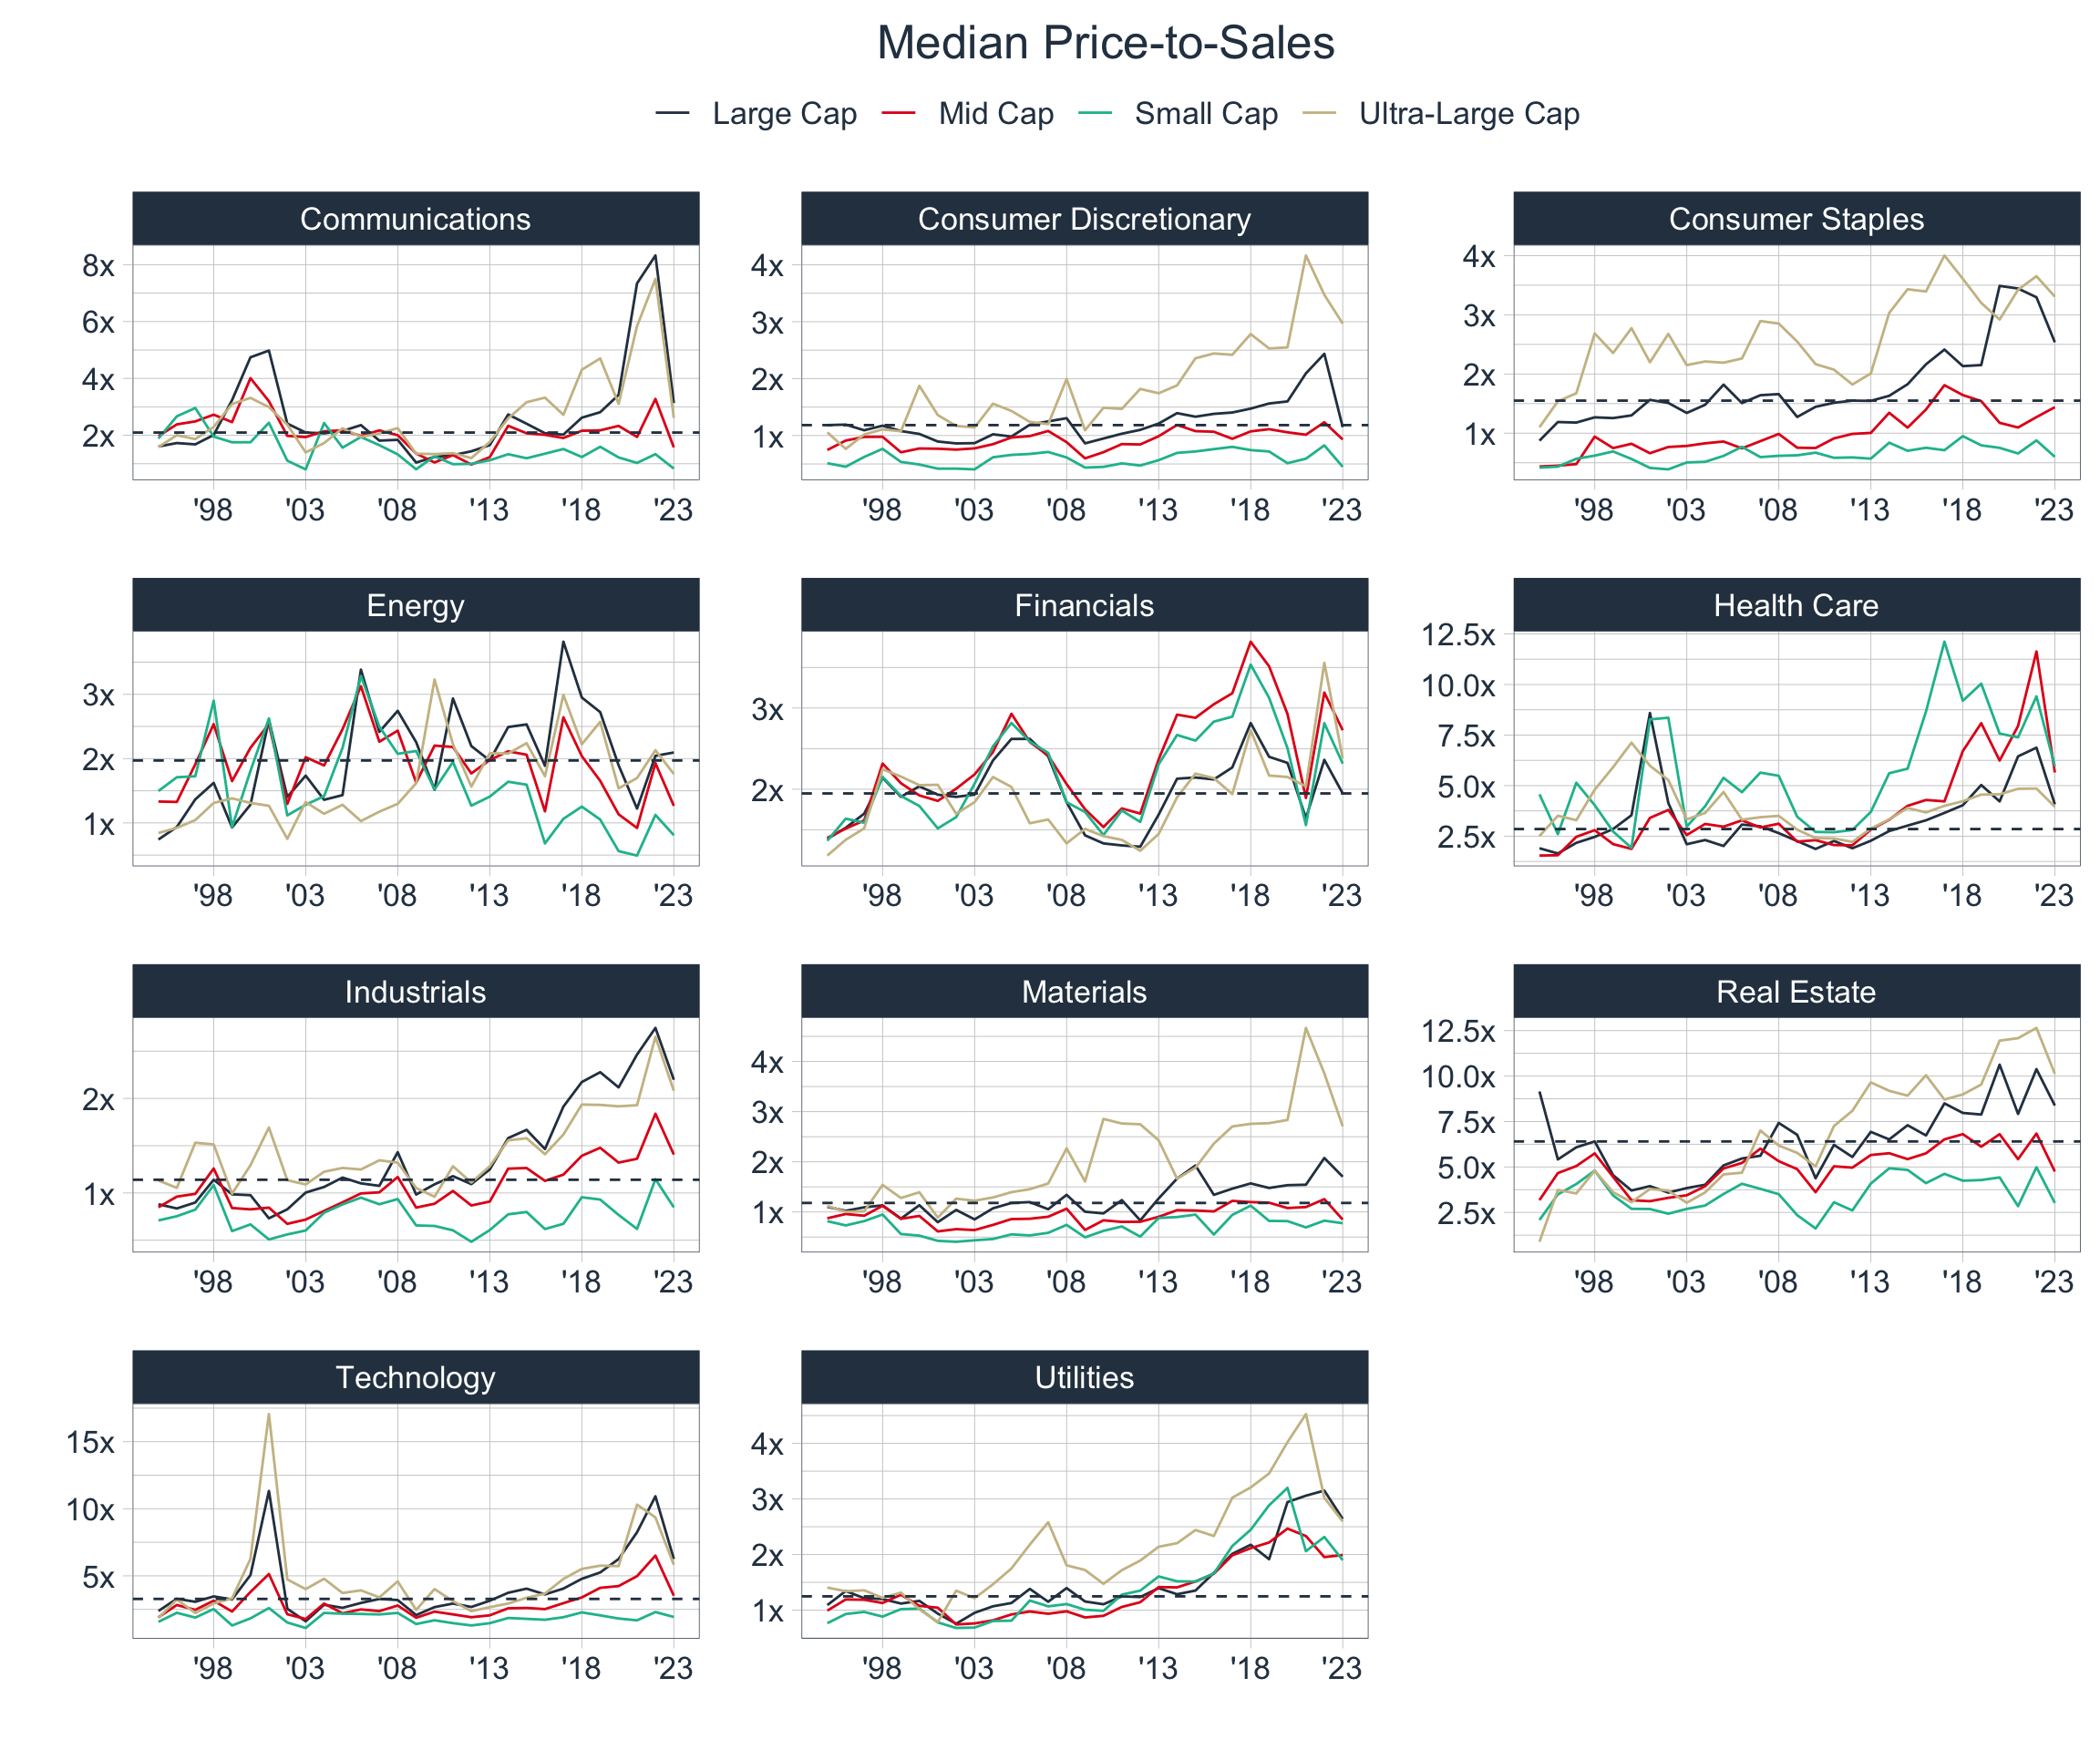 Median Price-to-Sales
Large Cap Mid Cap Small Cap Ultra-Large Cap
Communications
8x
6x
4x
2x
'98 '03 '08 '13 '18 '23
Consumer Discretionary
4x
3x
2x
1x
'98 '03 '08 '13 '18 '23
Consumer Staples
4x
3x
2x
1x
'98 '03 '08 '13 '18 '23
Energy
3x
2x
1x
'98 '03 '08 '13 '18 '23
Financials
3x
2x
'98 '03 '08 '13 '18 '23
Health Care
12.5x
10.0x
7.5x
5.0x
2.5x
'98 '03 '08 '13 '18 '23
Industrials
2x
1x
'98 '03 '08 '13 '18 '23
Materials
4x
3x
2x
1x
'98 '03 '08 '13 '18 '23
Real Estate
12.5x
10.0x
7.5x
5.0x
2.5x
'98 '03 '08 '13 '18 '23
Technology
15x
10x
5x
'98 '03 '08 '13 '18 '23
Utilities
4x
3x
2x
1x
'98 '03 '08 '13 '18 '23